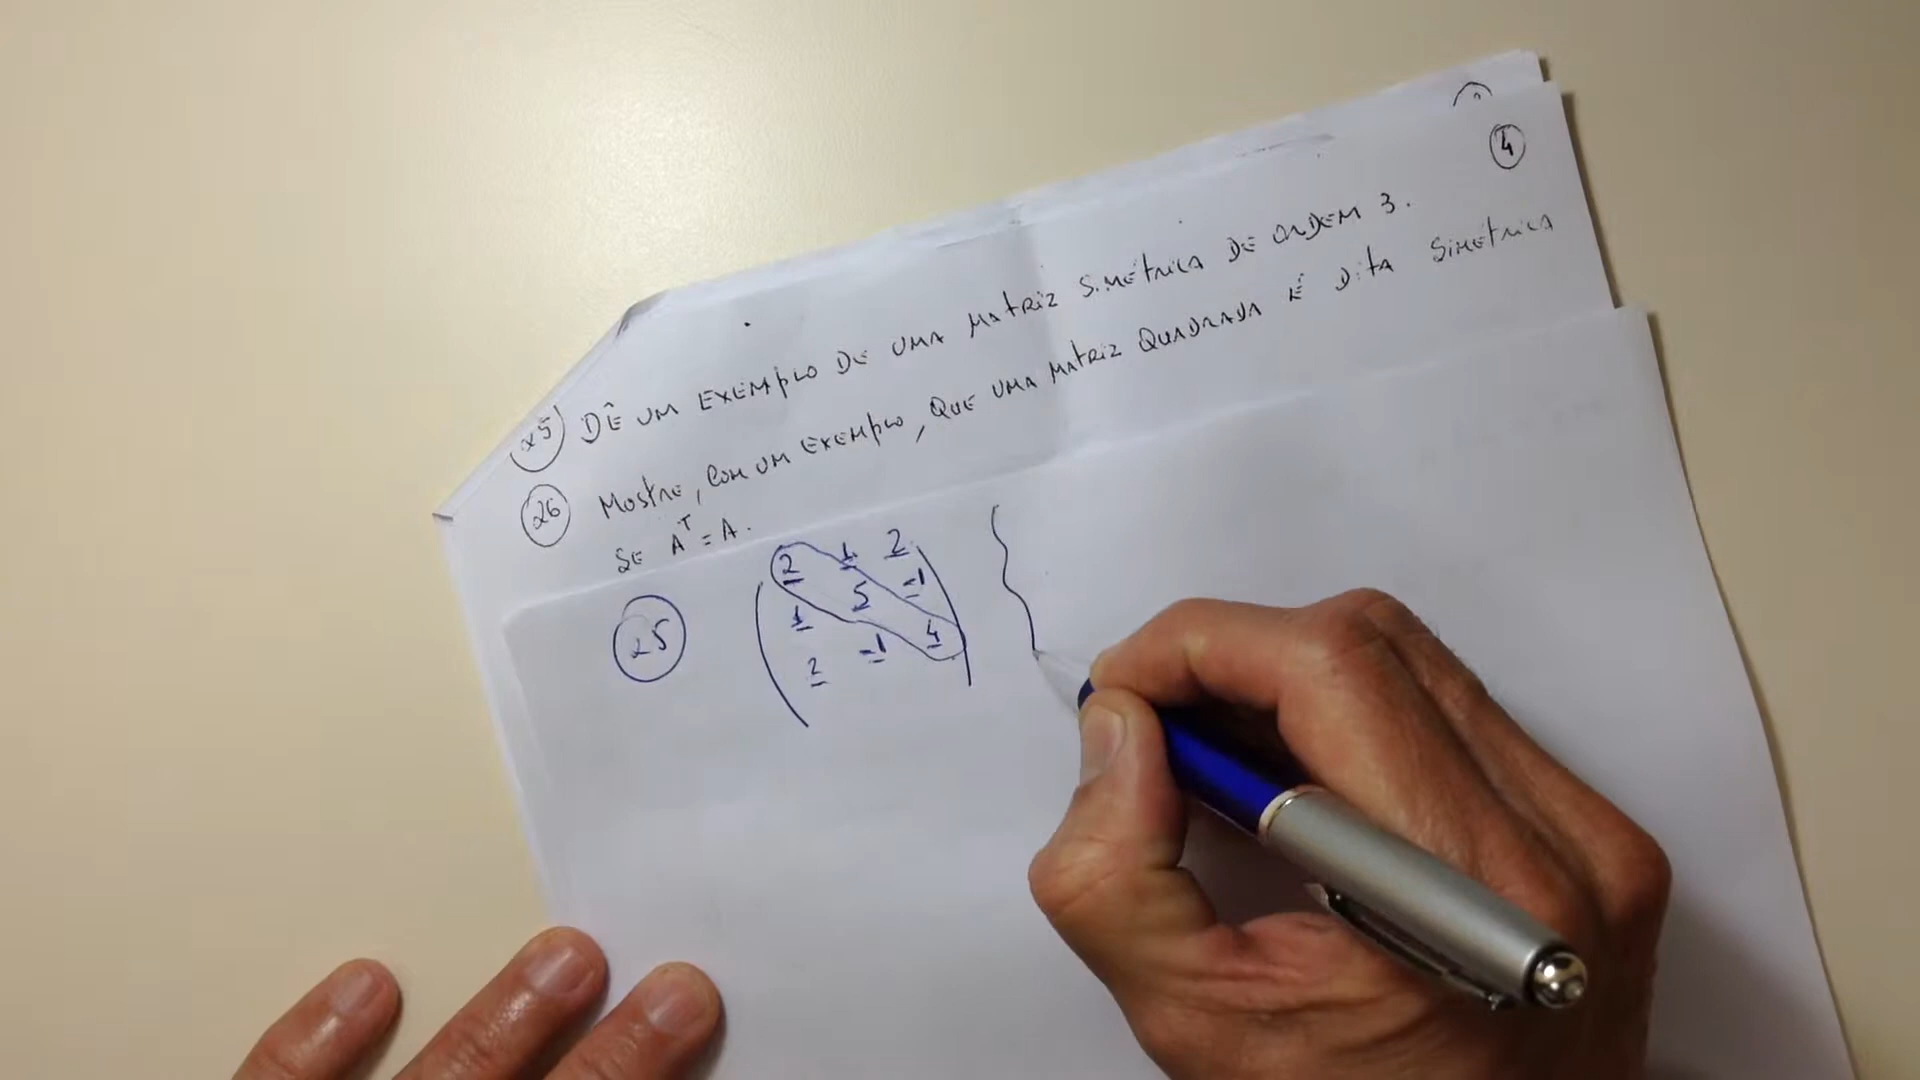 4
25) DÊ UM EXEMPLO DE UMA MATRIZ SIMÉTRICA DE ORDEM 3.
26 MOSTRE, COM UM EXEMPLO, QUE UMA MATRIZ QUADRADA É DITA SIMÉTRICA
SE A^T = A.
25
2 1 2
1 5 -1
2 -1 4